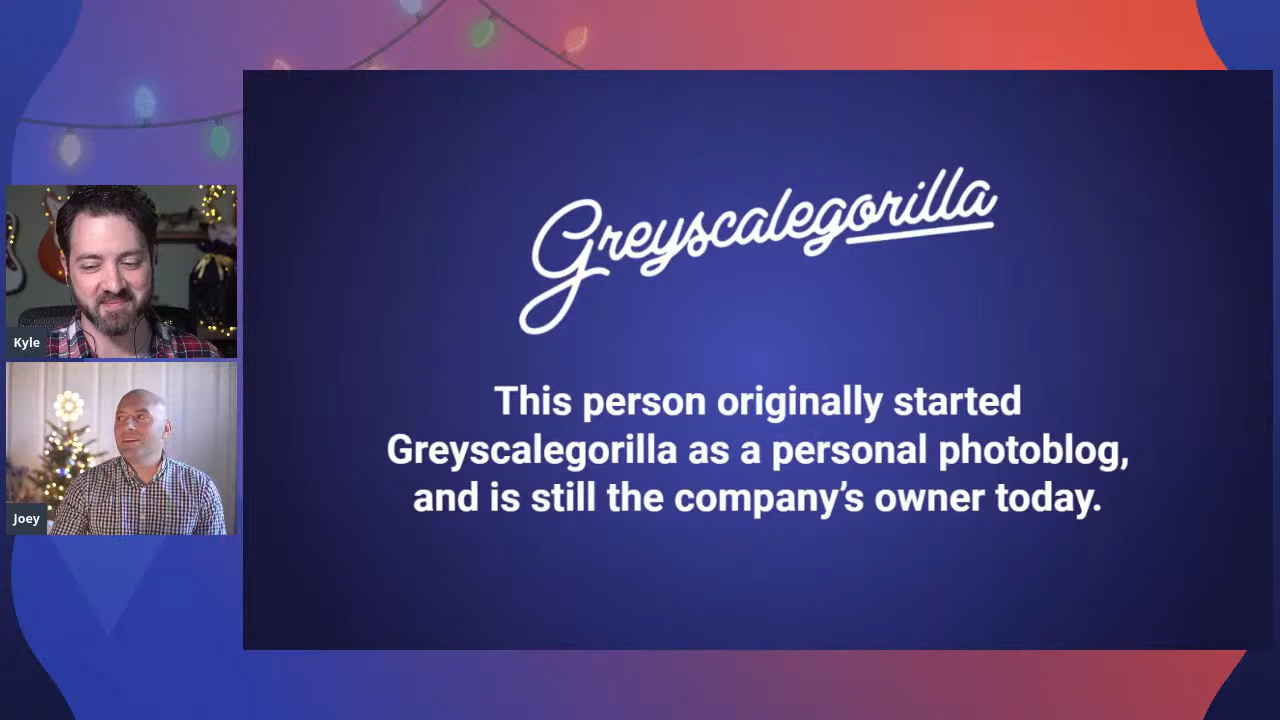 Greyscalegorilla
This person originally started
Greyscalegorilla as a personal photoblog,
and is still the company’s owner today.
Kyle
Joey